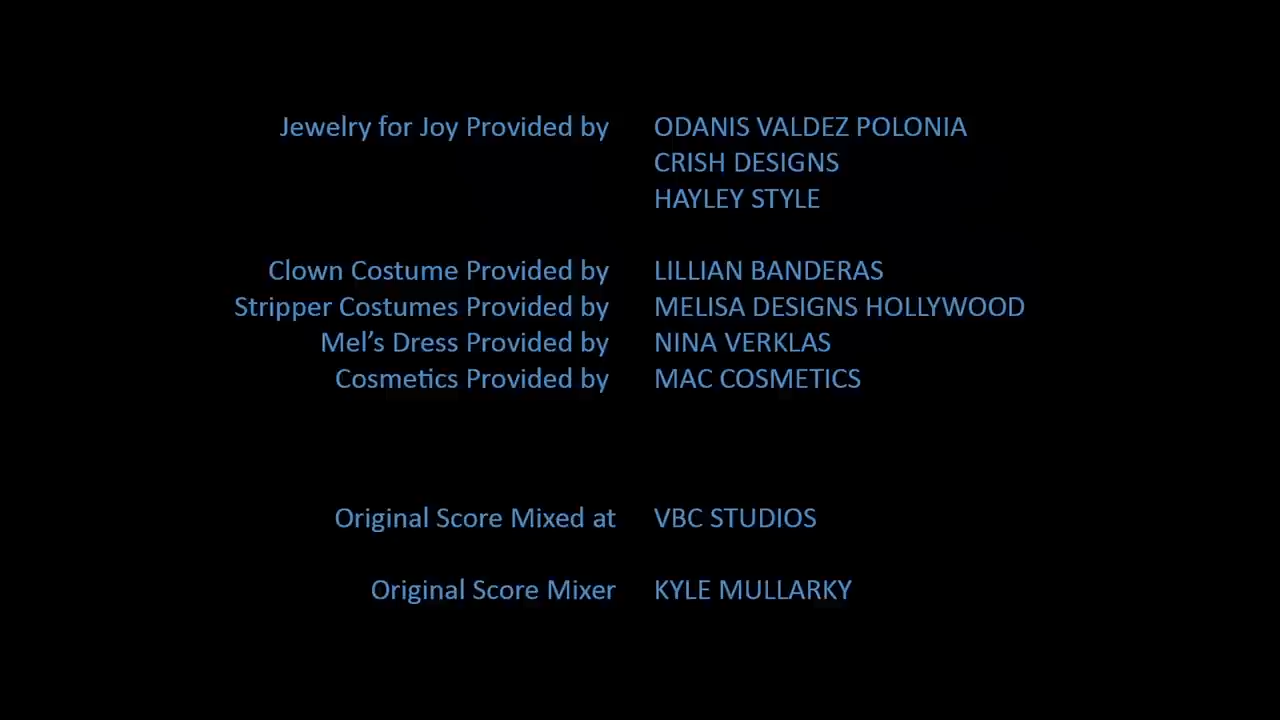 Jewelry for Joy Provided by ODANIS VALDEZ POLONIA
CRISH DESIGNS
HAYLEY STYLE
Clown Costume Provided by LILLIAN BANDERAS
Stripper Costumes Provided by MELISA DESIGNS HOLLYWOOD
Mel’s Dress Provided by NINA VERKLAS
Cosmetics Provided by MAC COSMETICS
Original Score Mixed at VBC STUDIOS
Original Score Mixer KYLE MULLARKY